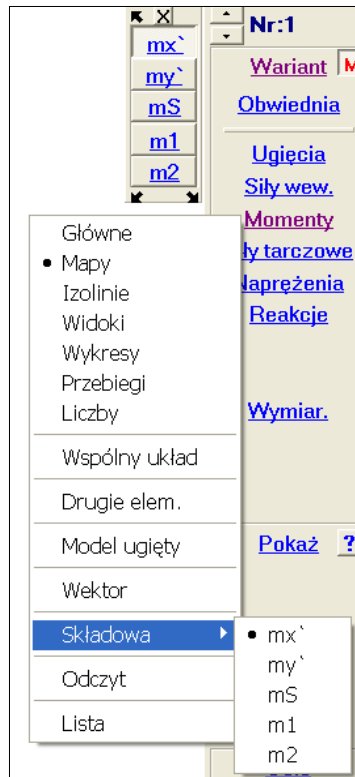 X
mx`
my`
mS
m1
m2
Nr:1
Wariant M
Obwiednia
Ugięcia
Siły wew.
Momenty
ły tarczowe
Naprężenia
Reakcje
Wymiar.
Pokaż ?
Główne
Mapy
Izolinie
Widoki
Wykresy
Przebiegi
Liczby
Wspólny układ
Drugie elem.
Model ugięty
Wektor
Składowa
Odczyt
Lista
mx`
my`
mS
m1
m2